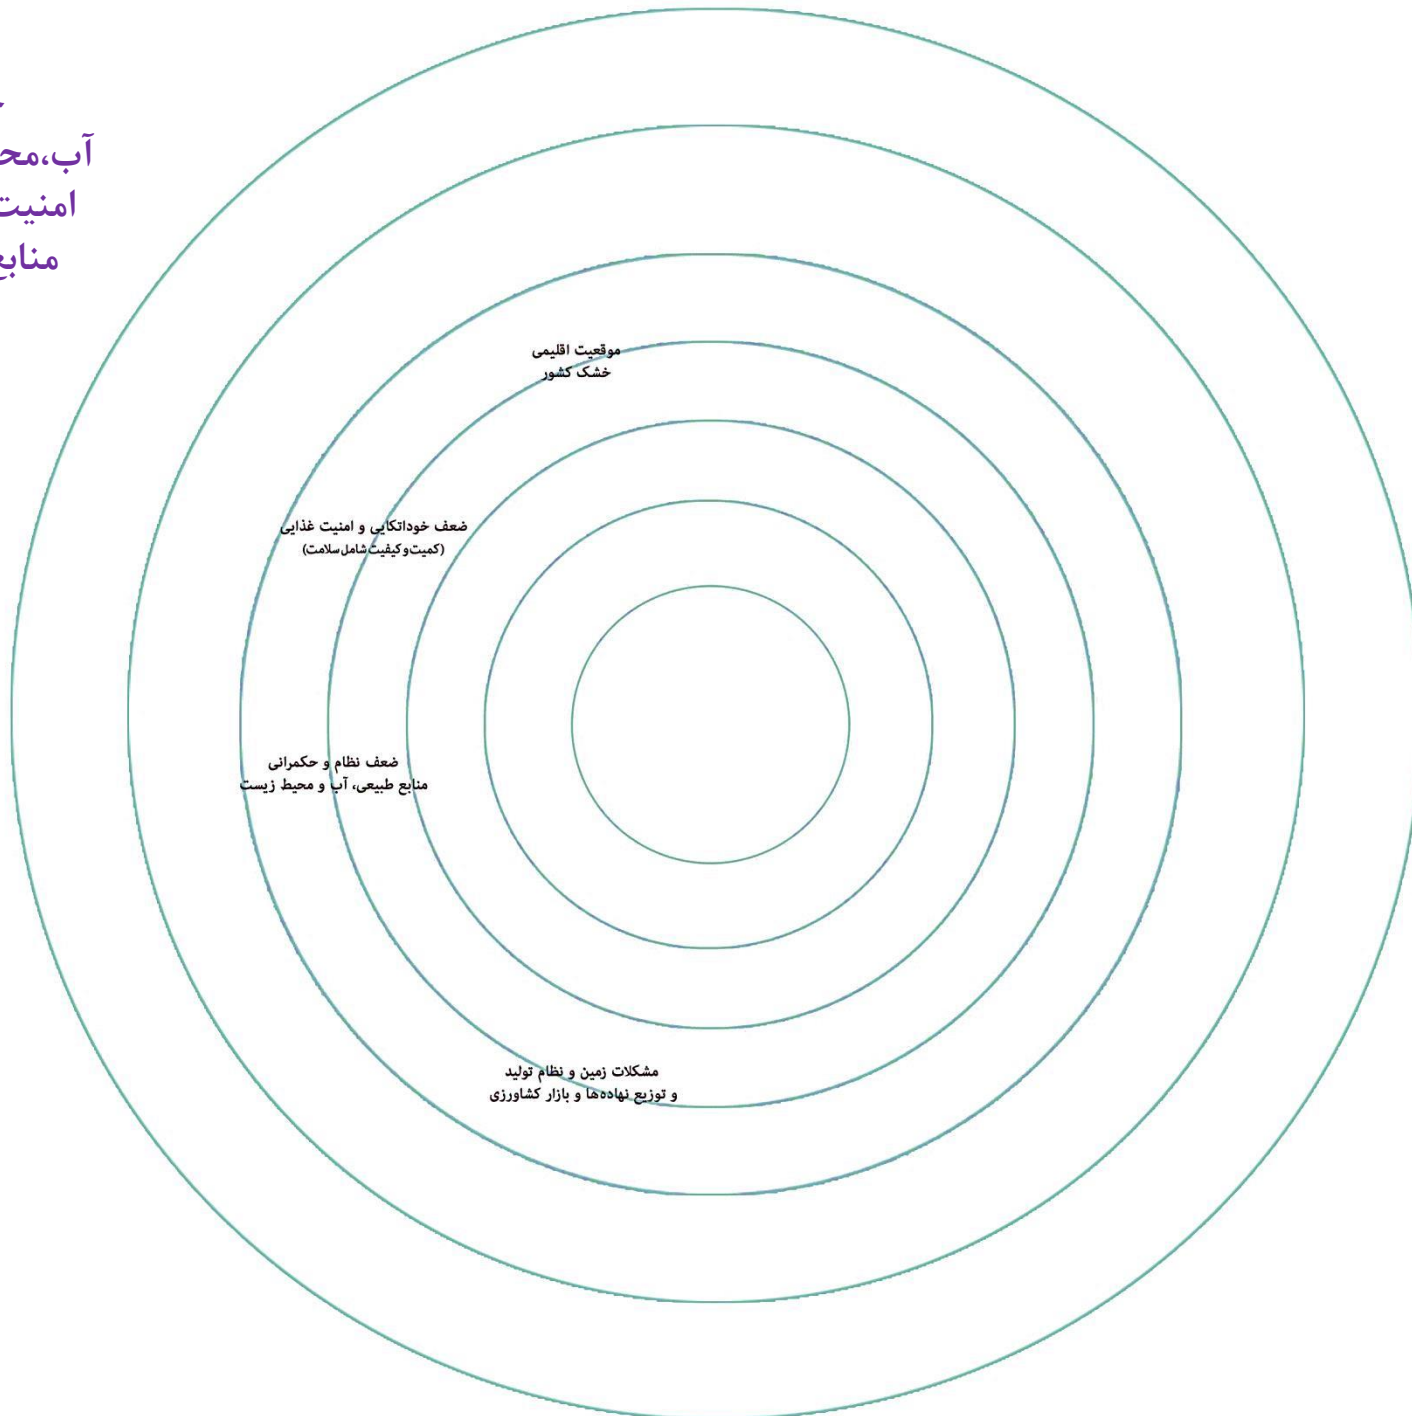 آب،مح
امنیت
منابع
موقعیت اقلیمی
خشک کشور
ضعف خوداتکایی و امنیت غذایی
(کمیت‌و‌کیفیت‌شامل‌سلامت)
ضعف نظام و حکمرانی
منابع طبیعی، آب و محیط زیست
مشکلات زمین و نظام تولید
و توزیع نهاده‌ها و بازار کشاورزی